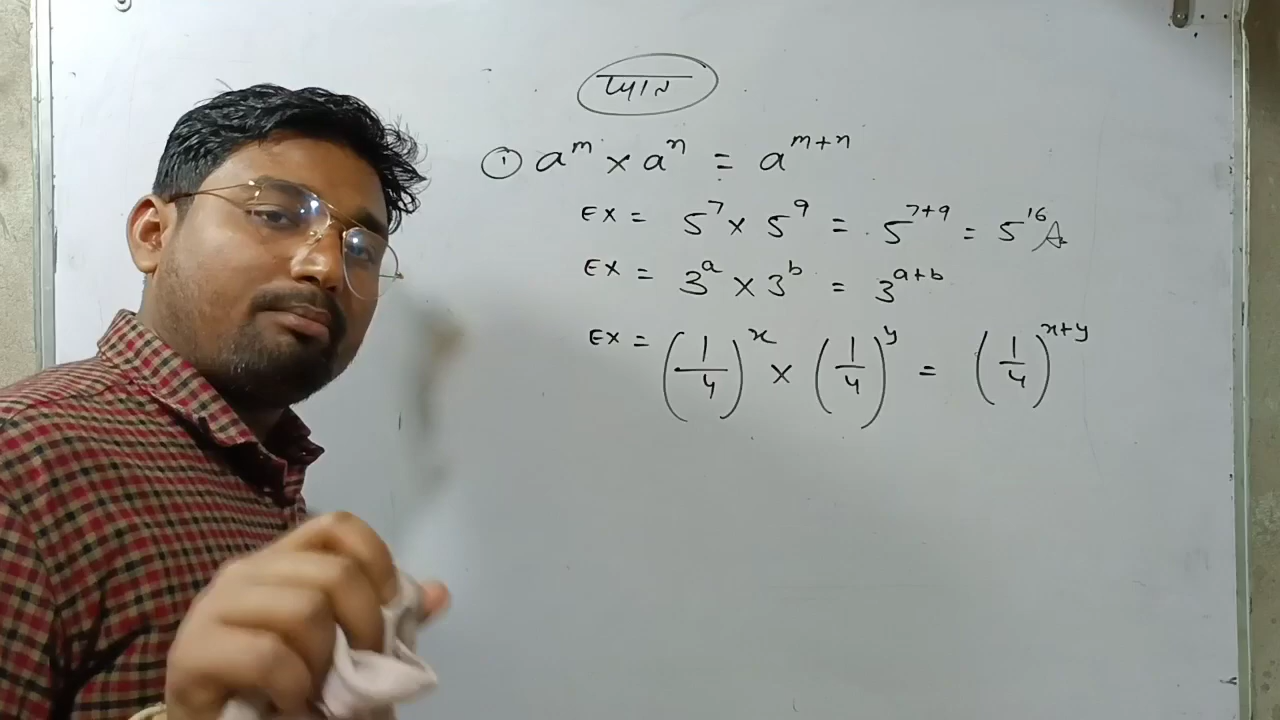 ① aᵐ × aⁿ = aᵐ⁺ⁿ
EX = 5⁷ × 5⁹ = 5⁷⁺⁹ = 5¹⁶ A
EX = 3ᵃ × 3ᵇ = 3ᵃ⁺ᵇ
EX = (1/4)ˣ × (1/4)ʸ = (1/4)ˣ⁺ʸ